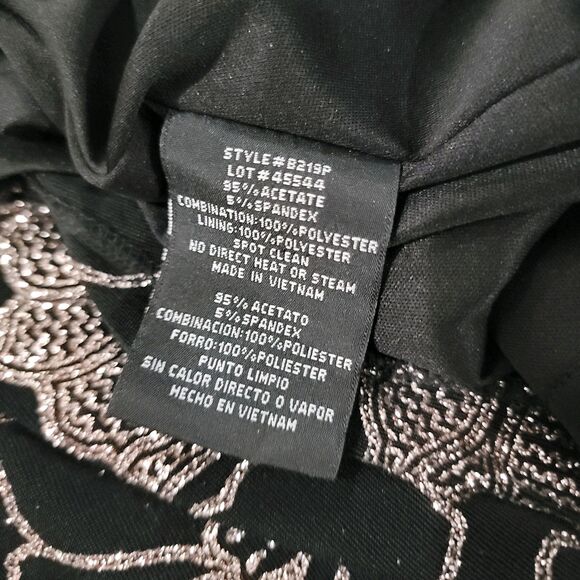 STYLE#B219P
LOT#45544
95% ACETATE
5% SPANDEX
COMBINATION:100%POLYESTER
LINING:100%POLYESTER
SPOT CLEAN
NO DIRECT HEAT OR STEAM
MADE IN VIETNAM
95% ACETATO
5% SPANDEX
COMBINACION:100%POLIESTER
FORRO:100%POLIESTER
PUNTO LIMPIO
SIN CALOR DIRECTO O VAPOR
HECHO EN VIETNAM